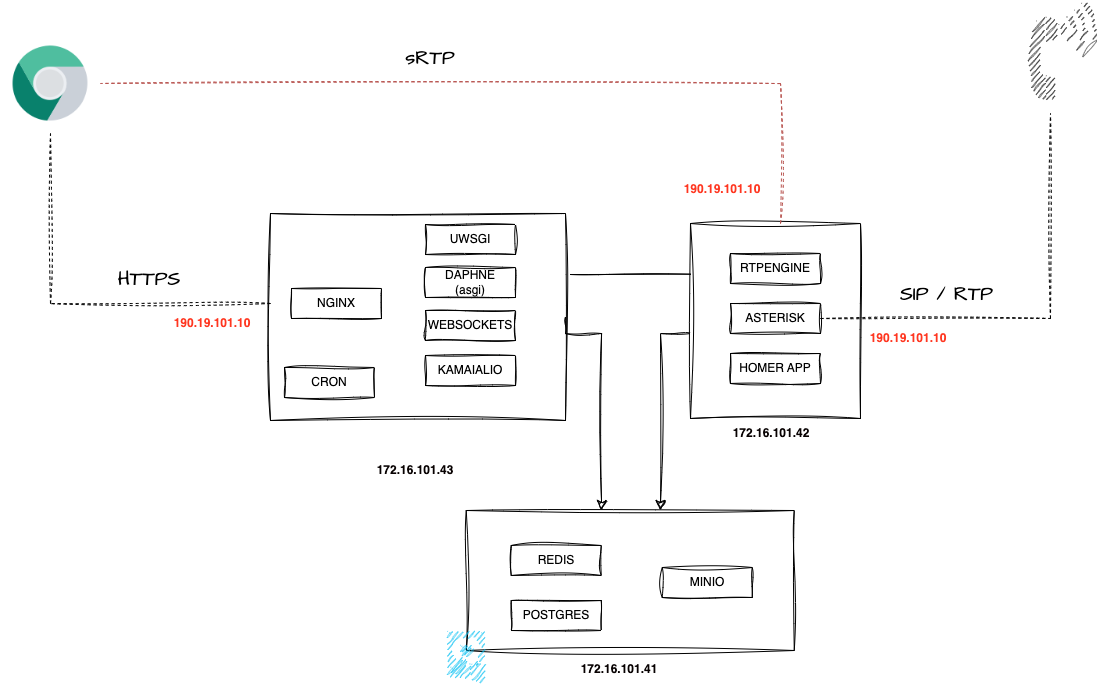 sRTP
190.19.101.10
HTTPS
190.19.101.10
NGINX
CRON
UWSGI
DAPHNE
(asgi)
WEBSOCKETS
KAMAIALIO
172.16.101.43
RTPENGINE
ASTERISK
HOMER APP
172.16.101.42
SIP / RTP
190.19.101.10
REDIS
POSTGRES
MINIO
172.16.101.41